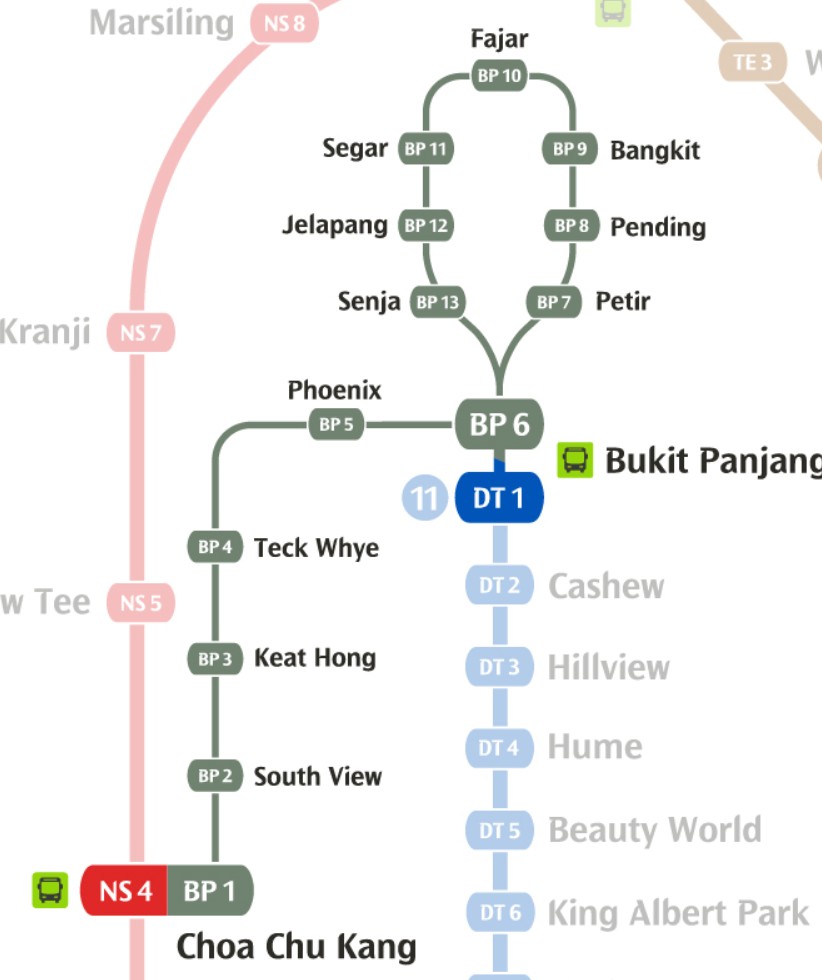 Marsiling NS 8
Fajar
BP 10
TE 3
W
Segar BP 11
BP 9 Bangkit
Jelapang BP 12
BP 8 Pending
Senja BP 13
BP 7 Petir
Kranji NS 7
Phoenix
BP 5
BP 6
Bukit Panjang
11 DT 1
BP 4 Teck Whye
DT 2 Cashew
w Tee NS 5
BP 3 Keat Hong
DT 3 Hillview
DT 4 Hume
BP 2 South View
DT 5 Beauty World
NS 4 BP 1
DT 6 King Albert Park
Choa Chu Kang